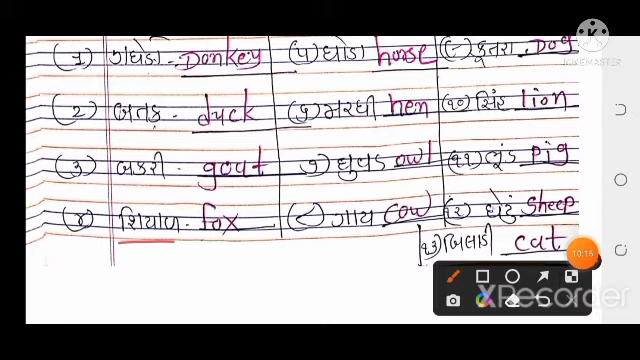 (૧) ગધેડો - Donkey (૫) ઘોડો horse (૯) કૂતરા . Dog
(૨) બતક - duck (૬) મરઘી hen (૧૦) સિંહ lion
(૩) બકરી - goat (૭) ઘુવડ owl (૧૧) ભૂંડ pig
(૪) શિયાળ - fox (૮) ગાય cow (૧૨) ઘેટું sheep
(૧૩) બિલાડી cat
10:15
XRecorder